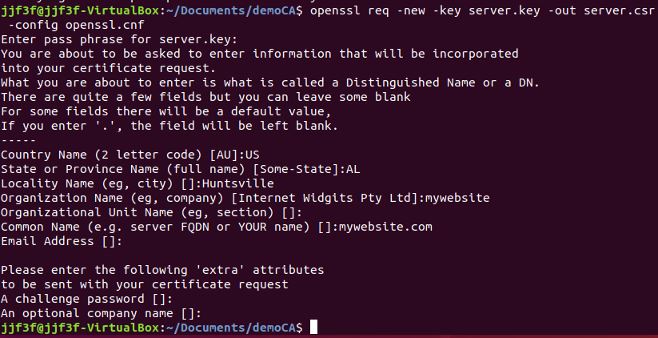 jjf3f@jjf3f-VirtualBox:~/Documents/demoCA$ openssl req -new -key server.key -out server.csr
-config openssl.cnf
Enter pass phrase for server.key:
You are about to be asked to enter information that will be incorporated
into your certificate request.
What you are about to enter is what is called a Distinguished Name or a DN.
There are quite a few fields but you can leave some blank
For some fields there will be a default value,
If you enter '.', the field will be left blank.
-----
Country Name (2 letter code) [AU]:US
State or Province Name (full name) [Some-State]:AL
Locality Name (eg, city) []:Huntsville
Organization Name (eg, company) [Internet Widgits Pty Ltd]:mywebsite
Organizational Unit Name (eg, section) []:
Common Name (e.g. server FQDN or YOUR name) []:mywebsite.com
Email Address []:
Please enter the following 'extra' attributes
to be sent with your certificate request
A challenge password []:
An optional company name []:
jjf3f@jjf3f-VirtualBox:~/Documents/demoCA$